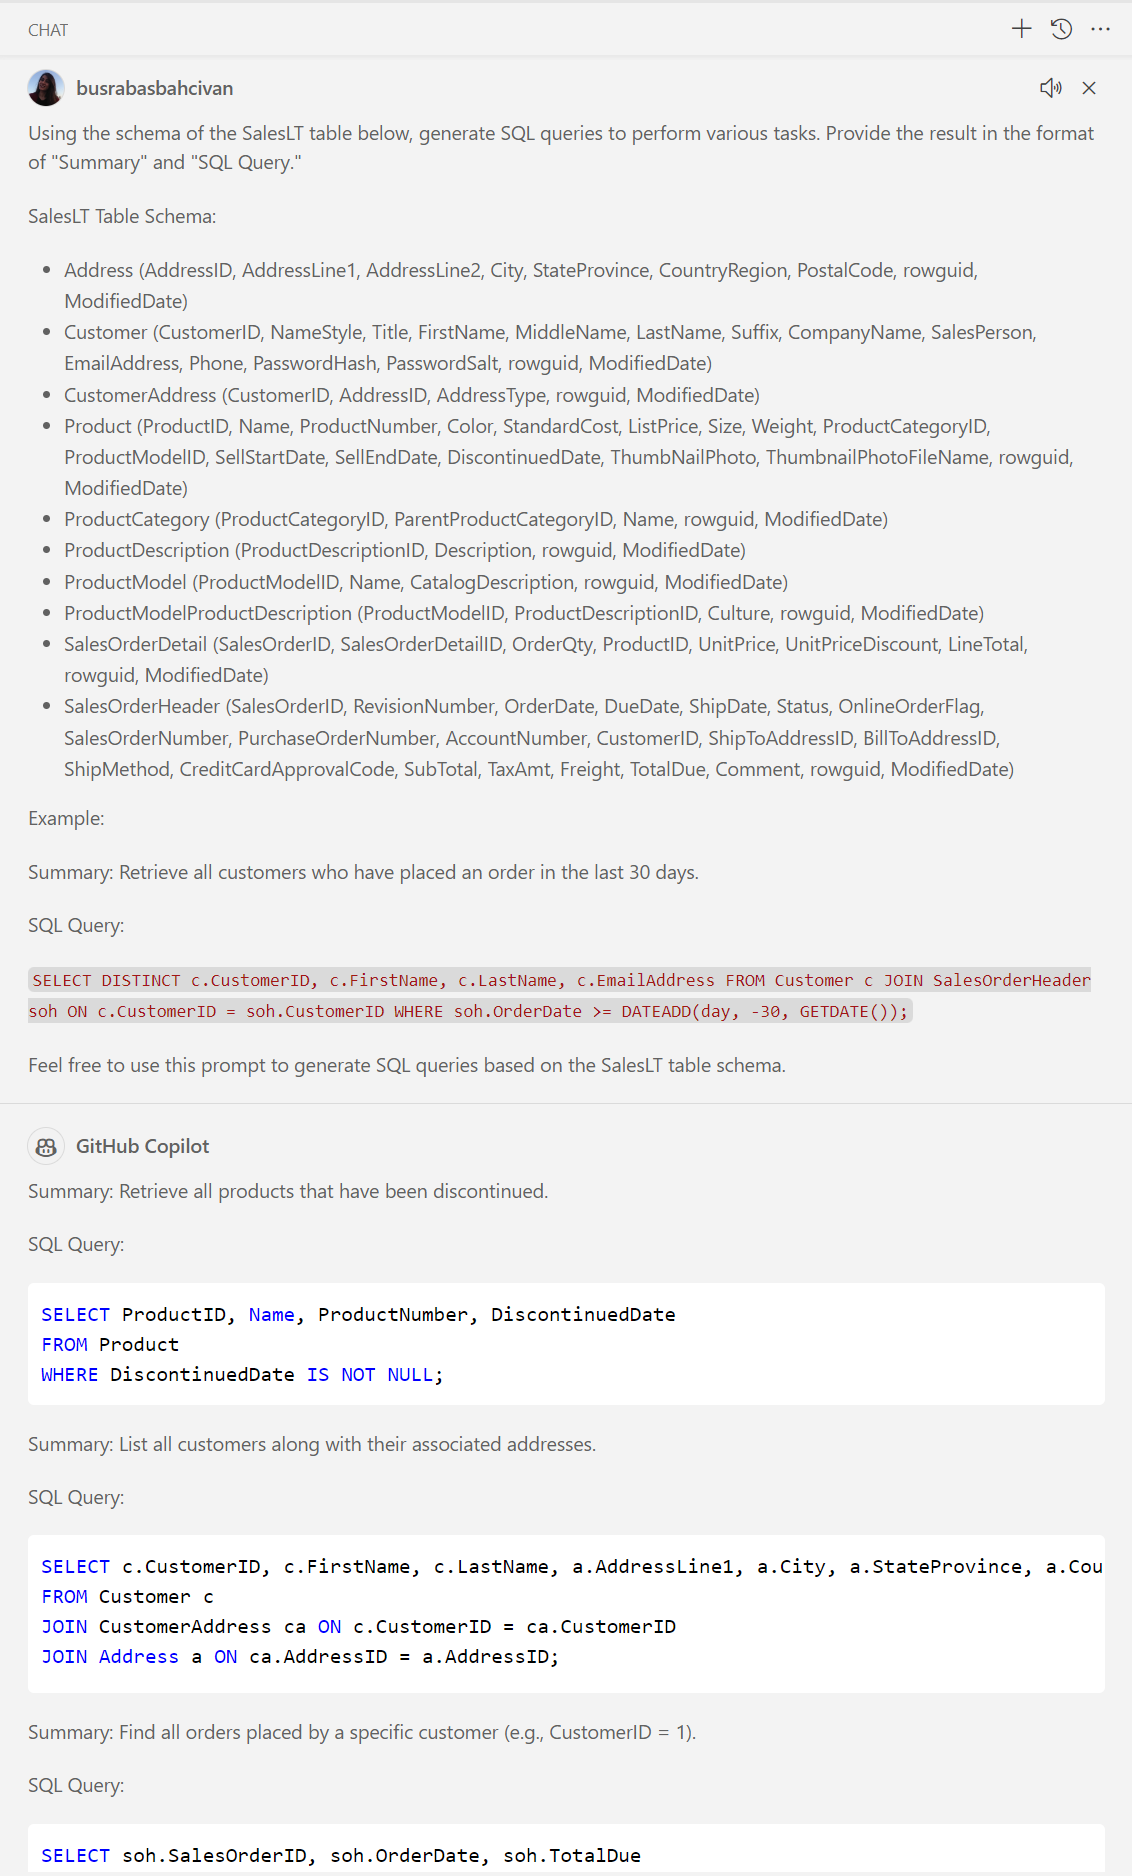 CHAT
busrabasbahcivan
Using the schema of the SalesLT table below, generate SQL queries to perform various tasks. Provide the result in the format
of "Summary" and "SQL Query."
SalesLT Table Schema:
• Address (AddressID, AddressLine1, AddressLine2, City, StateProvince, CountryRegion, PostalCode, rowguid,
ModifiedDate)
• Customer (CustomerID, NameStyle, Title, FirstName, MiddleName, LastName, Suffix, CompanyName, SalesPerson,
EmailAddress, Phone, PasswordHash, PasswordSalt, rowguid, ModifiedDate)
• CustomerAddress (CustomerID, AddressID, AddressType, rowguid, ModifiedDate)
• Product (ProductID, Name, ProductNumber, Color, StandardCost, ListPrice, Size, Weight, ProductCategoryID,
ProductModelID, SellStartDate, SellEndDate, DiscontinuedDate, ThumbNailPhoto, ThumbnailPhotoFileName, rowguid,
ModifiedDate)
• ProductCategory (ProductCategoryID, ParentProductCategoryID, Name, rowguid, ModifiedDate)
• ProductDescription (ProductDescriptionID, Description, rowguid, ModifiedDate)
• ProductModel (ProductModelID, Name, CatalogDescription, rowguid, ModifiedDate)
• ProductModelProductDescription (ProductModelID, ProductDescriptionID, Culture, rowguid, ModifiedDate)
• SalesOrderDetail (SalesOrderID, SalesOrderDetailID, OrderQty, ProductID, UnitPrice, UnitPriceDiscount, LineTotal,
rowguid, ModifiedDate)
• SalesOrderHeader (SalesOrderID, RevisionNumber, OrderDate, DueDate, ShipDate, Status, OnlineOrderFlag,
SalesOrderNumber, PurchaseOrderNumber, AccountNumber, CustomerID, ShipToAddressID, BillToAddressID,
ShipMethod, CreditCardApprovalCode, SubTotal, TaxAmt, Freight, TotalDue, Comment, rowguid, ModifiedDate)
Example:
Summary: Retrieve all customers who have placed an order in the last 30 days.
SQL Query:
SELECT DISTINCT c.CustomerID, c.FirstName, c.LastName, c.EmailAddress FROM Customer c JOIN SalesOrderHeader
soh ON c.CustomerID = soh.CustomerID WHERE soh.OrderDate >= DATEADD(day, -30, GETDATE());
Feel free to use this prompt to generate SQL queries based on the SalesLT table schema.
GitHub Copilot
Summary: Retrieve all products that have been discontinued.
SQL Query:
SELECT ProductID, Name, ProductNumber, DiscontinuedDate
FROM Product
WHERE DiscontinuedDate IS NOT NULL;
Summary: List all customers along with their associated addresses.
SQL Query:
SELECT c.CustomerID, c.FirstName, c.LastName, a.AddressLine1, a.City, a.StateProvince, a.Cou
FROM Customer c
JOIN CustomerAddress ca ON c.CustomerID = ca.CustomerID
JOIN Address a ON ca.AddressID = a.AddressID;
Summary: Find all orders placed by a specific customer (e.g., CustomerID = 1).
SQL Query:
SELECT soh.SalesOrderID, soh.OrderDate, soh.TotalDue